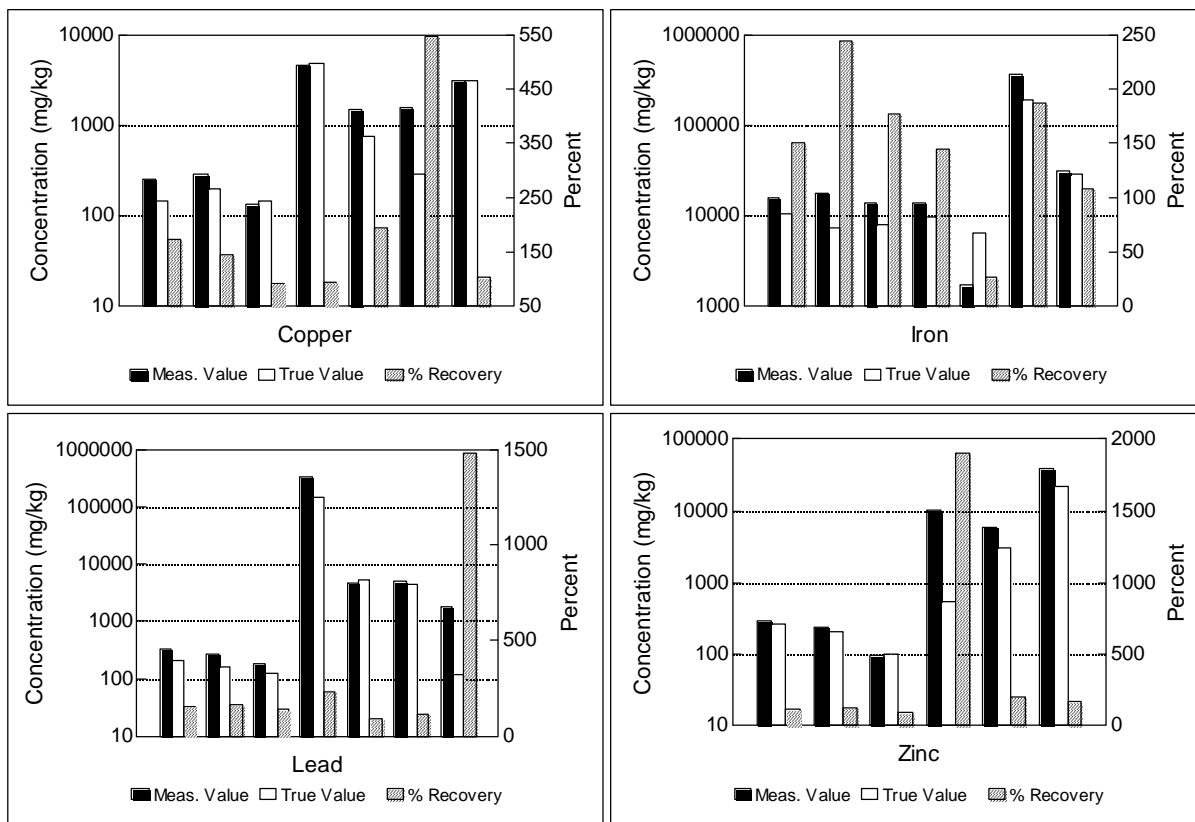 10000
1000
100
10
Concentration (mg/kg)
550
450
350
250
150
50
Percent
Copper
Meas. Value True Value % Recovery
1000000
100000
10000
1000
Concentration (mg/kg)
250
200
150
100
50
0
Percent
Iron
Meas. Value True Value % Recovery
1000000
100000
10000
1000
100
10
Concentration (mg/kg)
1500
1000
500
0
Percent
Lead
Meas. Value True Value % Recovery
100000
10000
1000
100
10
Concentration (mg/kg)
2000
1500
1000
500
0
Percent
Zinc
Meas. Value True Value % Recovery